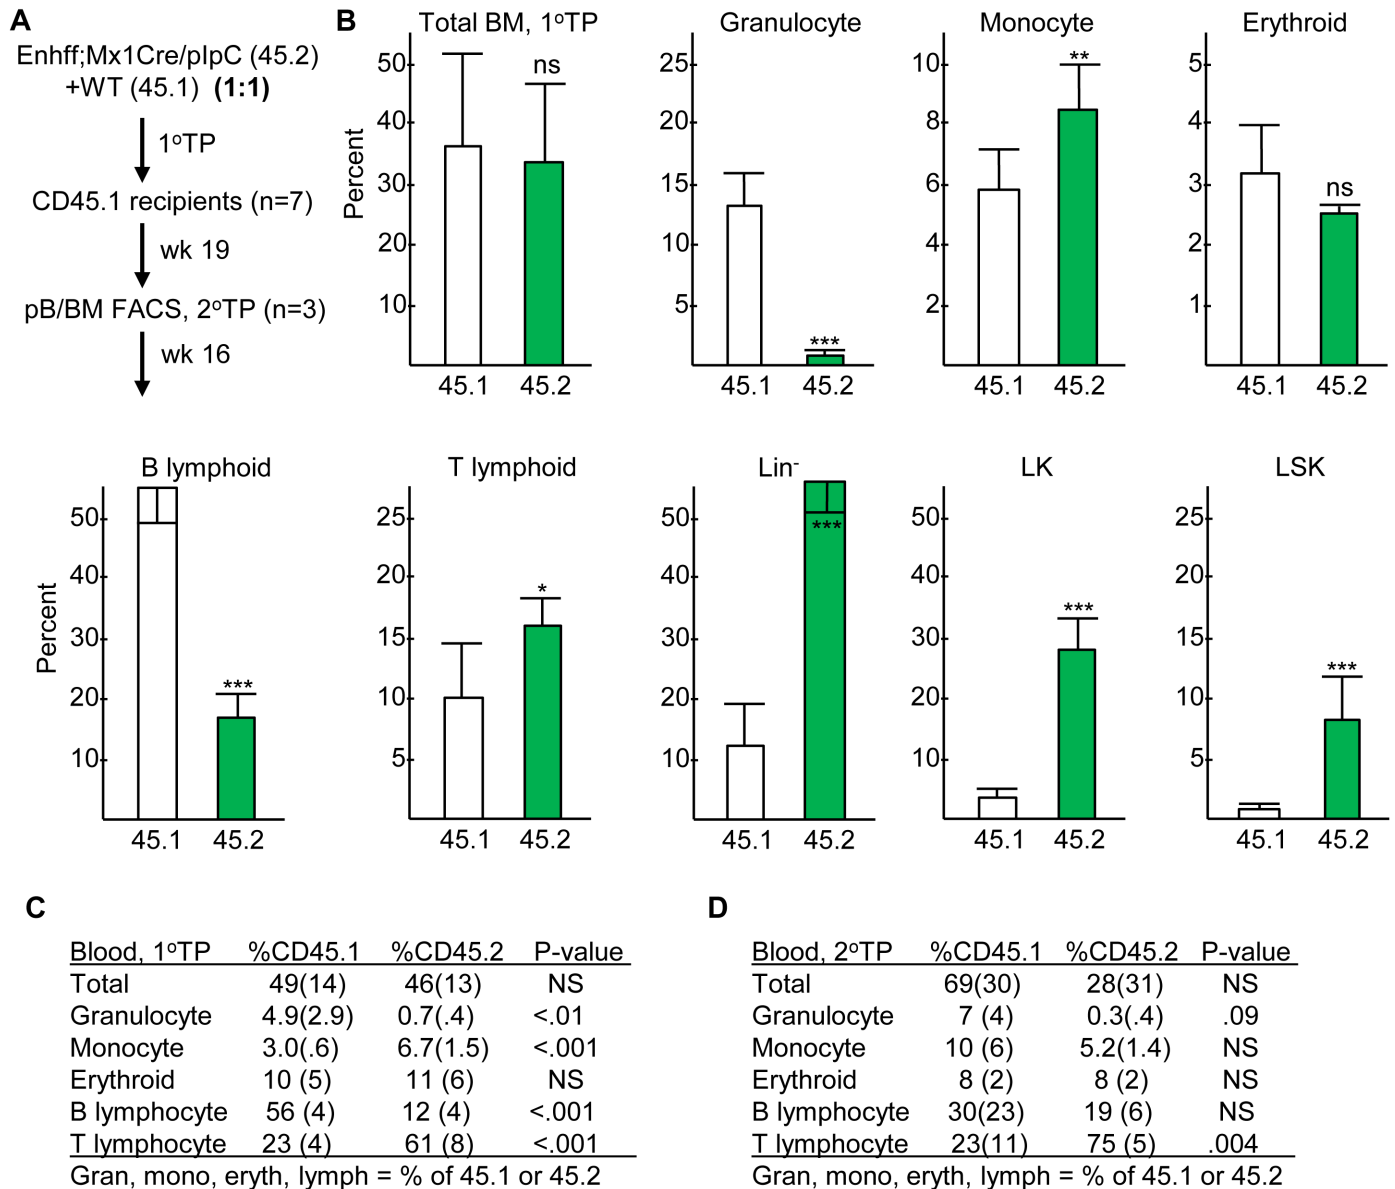 A
Enhff;Mx1Cre/pIpC (45.2)
+WT (45.1) (1:1)
1ºTP
CD45.1 recipients (n=7)
wk 19
pB/BM FACS, 2ºTP (n=3)
wk 16
B
Total BM, 1ºTP
Percent
50
40
30
20
10
ns
45.1 45.2
Granulocyte
25
20
15
10
5
***
45.1 45.2
Monocyte
10
8
6
4
2
**
45.1 45.2
Erythroid
5
4
3
2
1
ns
45.1 45.2
B lymphoid
Percent
50
40
30
20
10
***
45.1 45.2
T lymphoid
25
20
15
10
5
*
45.1 45.2
Lin-
50
40
30
20
10
***
45.1 45.2
LK
50
40
30
20
10
***
45.1 45.2
LSK
25
20
15
10
5
***
45.1 45.2
C
Blood, 1ºTP %CD45.1 %CD45.2 P-value
Total 49(14) 46(13) NS
Granulocyte 4.9(2.9) 0.7(.4) <.01
Monocyte 3.0(.6) 6.7(1.5) <.001
Erythroid 10 (5) 11 (6) NS
B lymphocyte 56 (4) 12 (4) <.001
T lymphocyte 23 (4) 61 (8) <.001
Gran, mono, eryth, lymph = % of 45.1 or 45.2
D
Blood, 2ºTP %CD45.1 %CD45.2 P-value
Total 69(30) 28(31) NS
Granulocyte 7 (4) 0.3(.4) .09
Monocyte 10 (6) 5.2(1.4) NS
Erythroid 8 (2) 8 (2) NS
B lymphocyte 30(23) 19 (6) NS
T lymphocyte 23(11) 75 (5) .004
Gran, mono, eryth, lymph = % of 45.1 or 45.2